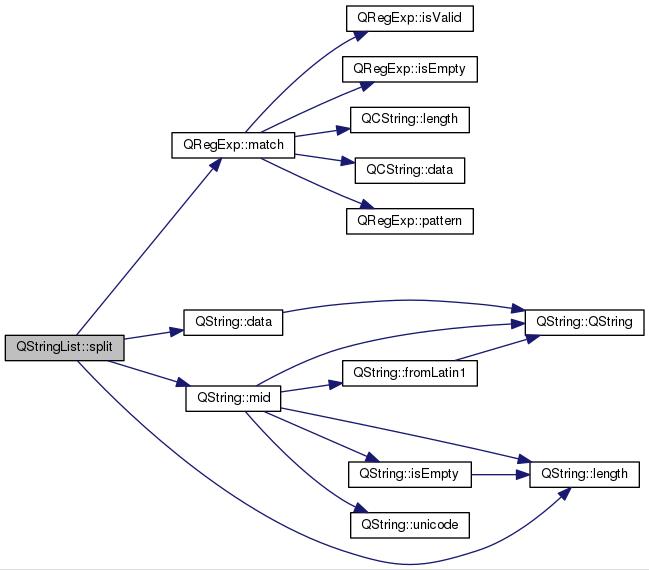 QRegExp::isValid
QRegExp::isEmpty
QCString::length
QRegExp::match
QCString::data
QRegExp::pattern
QString::data
QString::QString
QStringList::split
QString::fromLatin1
QString::mid
QString::isEmpty
QString::length
QString::unicode